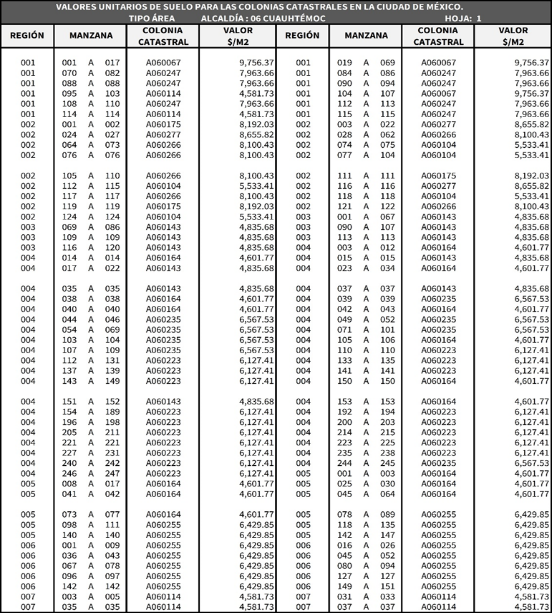 VALORES UNITARIOS DE SUELO PARA LAS COLONIAS CATASTRALES EN LA CIUDAD DE MÉXICO.
TIPO ÁREA ALCALDÍA : 06 CUAUHTÉMOC HOJA: 1
REGIÓN MANZANA COLONIA CATASTRAL VALOR $/M2 REGIÓN MANZANA COLONIA CATASTRAL VALOR $/M2
001 001 A 017 A060067 9,756.37 001 019 A 069 A060067 9,756.37
001 070 A 082 A060247 7,963.66 001 084 A 086 A060247 7,963.66
001 088 A 088 A060247 7,963.66 001 090 A 094 A060247 7,963.66
001 095 A 103 A060114 4,581.73 001 104 A 107 A060067 9,756.37
001 108 A 110 A060247 7,963.66 001 112 A 113 A060247 7,963.66
001 114 A 114 A060114 4,581.73 001 115 A 115 A060247 7,963.66
002 001 A 002 A060175 8,192.03 002 003 A 022 A060277 8,655.82
002 024 A 027 A060277 8,655.82 002 028 A 062 A060266 8,100.43
002 064 A 073 A060266 8,100.43 002 074 A 075 A060104 5,533.41
002 076 A 076 A060266 8,100.43 002 077 A 104 A060104 5,533.41
002 105 A 110 A060266 8,100.43 002 111 A 111 A060175 8,192.03
002 112 A 115 A060104 5,533.41 002 116 A 116 A060277 8,655.82
002 117 A 117 A060266 8,100.43 002 118 A 118 A060104 5,533.41
002 119 A 119 A060175 8,192.03 002 121 A 122 A060266 8,100.43
002 124 A 124 A060104 5,533.41 003 001 A 067 A060143 4,835.68
003 069 A 086 A060143 4,835.68 003 090 A 107 A060143 4,835.68
003 109 A 109 A060143 4,835.68 003 113 A 113 A060143 4,835.68
003 116 A 120 A060143 4,835.68 004 003 A 012 A060164 4,601.77
004 014 A 014 A060164 4,601.77 004 015 A 015 A060143 4,835.68
004 017 A 022 A060143 4,835.68 004 023 A 034 A060164 4,601.77
004 035 A 035 A060143 4,835.68 004 037 A 037 A060143 4,835.68
004 038 A 038 A060164 4,601.77 004 039 A 039 A060235 6,567.53
004 040 A 040 A060164 4,601.77 004 042 A 043 A060164 4,601.77
004 044 A 046 A060235 6,567.53 004 049 A 052 A060235 6,567.53
004 054 A 069 A060235 6,567.53 004 071 A 101 A060235 6,567.53
004 103 A 104 A060235 6,567.53 004 105 A 106 A060164 4,601.77
004 107 A 109 A060235 6,567.53 004 110 A 110 A060223 6,127.41
004 112 A 131 A060223 6,127.41 004 133 A 135 A060223 6,127.41
004 137 A 139 A060223 6,127.41 004 141 A 141 A060223 6,127.41
004 143 A 149 A060223 6,127.41 004 150 A 150 A060164 4,601.77
004 151 A 152 A060143 4,835.68 004 153 A 153 A060164 4,601.77
004 154 A 189 A060223 6,127.41 004 192 A 194 A060223 6,127.41
004 196 A 198 A060223 6,127.41 004 200 A 203 A060223 6,127.41
004 205 A 211 A060223 6,127.41 004 214 A 215 A060223 6,127.41
004 221 A 221 A060223 6,127.41 004 223 A 225 A060223 6,127.41
004 227 A 231 A060223 6,127.41 004 235 A 238 A060223 6,127.41
004 240 A 242 A060223 6,127.41 004 244 A 245 A060235 6,567.53
004 246 A 247 A060223 6,127.41 005 001 A 003 A060164 4,601.77
005 008 A 017 A060164 4,601.77 005 025 A 030 A060164 4,601.77
005 041 A 042 A060164 4,601.77 005 045 A 064 A060164 4,601.77
005 073 A 077 A060164 4,601.77 005 078 A 089 A060255 6,429.85
005 098 A 111 A060255 6,429.85 005 118 A 135 A060255 6,429.85
005 140 A 140 A060255 6,429.85 005 142 A 147 A060255 6,429.85
006 001 A 009 A060255 6,429.85 006 016 A 026 A060255 6,429.85
006 036 A 043 A060255 6,429.85 006 045 A 052 A060255 6,429.85
006 067 A 078 A060255 6,429.85 006 080 A 094 A060255 6,429.85
006 096 A 097 A060255 6,429.85 006 127 A 127 A060255 6,429.85
006 142 A 142 A060255 6,429.85 006 149 A 151 A060255 6,429.85
007 003 A 005 A060114 4,581.73 007 031 A 033 A060114 4,581.73
007 035 A 035 A060114 4,581.73 007 037 A 037 A060114 4,581.73